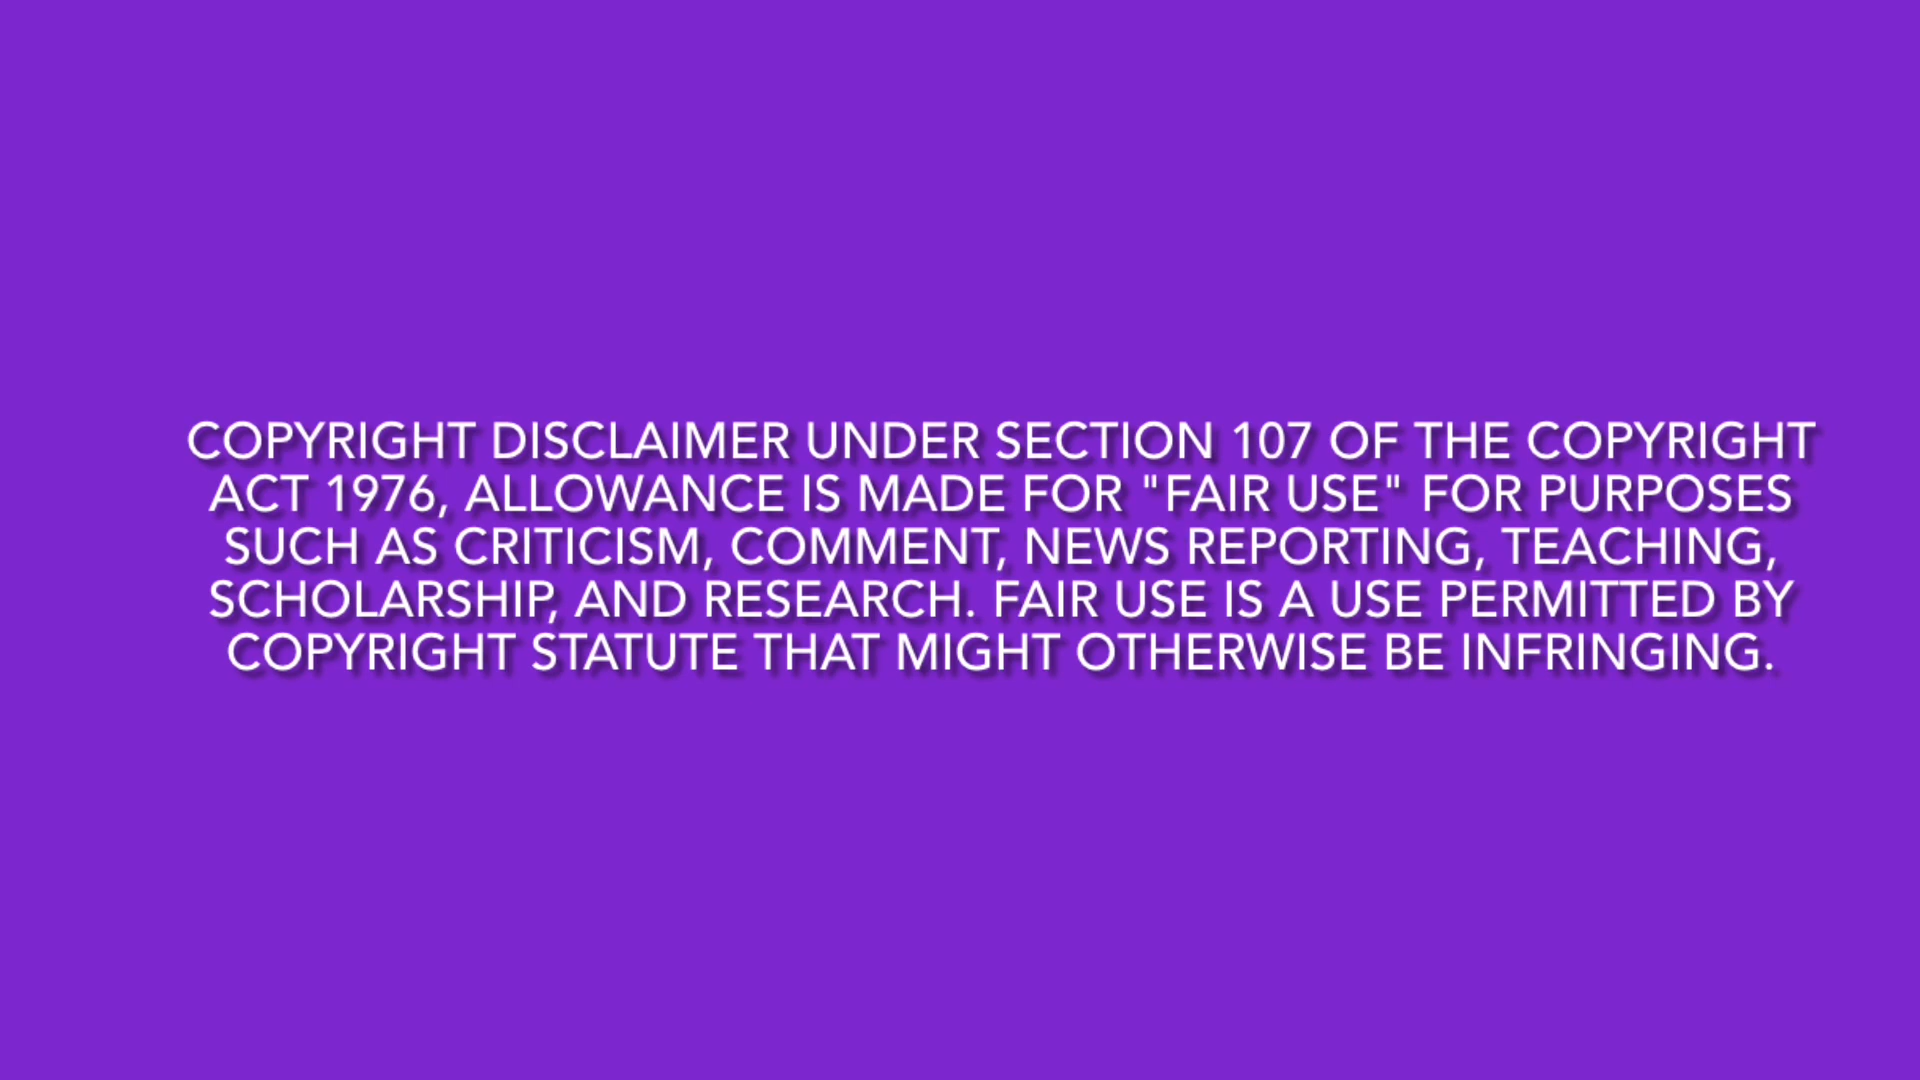 COPYRIGHT DISCLAIMER UNDER SECTION 107 OF THE COPYRIGHT
ACT 1976, ALLOWANCE IS MADE FOR "FAIR USE" FOR PURPOSES
SUCH AS CRITICISM, COMMENT, NEWS REPORTING, TEACHING,
SCHOLARSHIP, AND RESEARCH. FAIR USE IS A USE PERMITTED BY
COPYRIGHT STATUTE THAT MIGHT OTHERWISE BE INFRINGING.